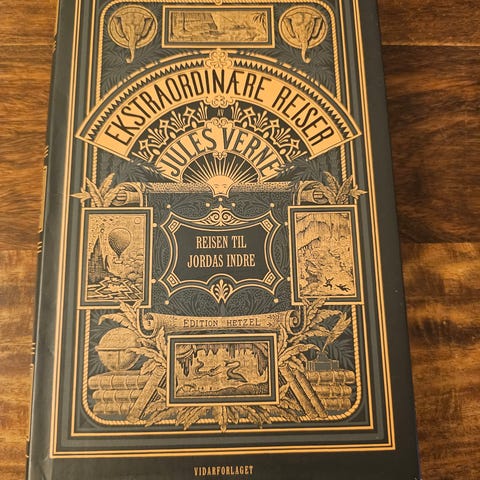 EKSTRAORDINÆRE REISER
AV
JULES VERNE
REISEN TIL
JORDAS INDRE
EDITION HETZEL
VIDARFORLAGET